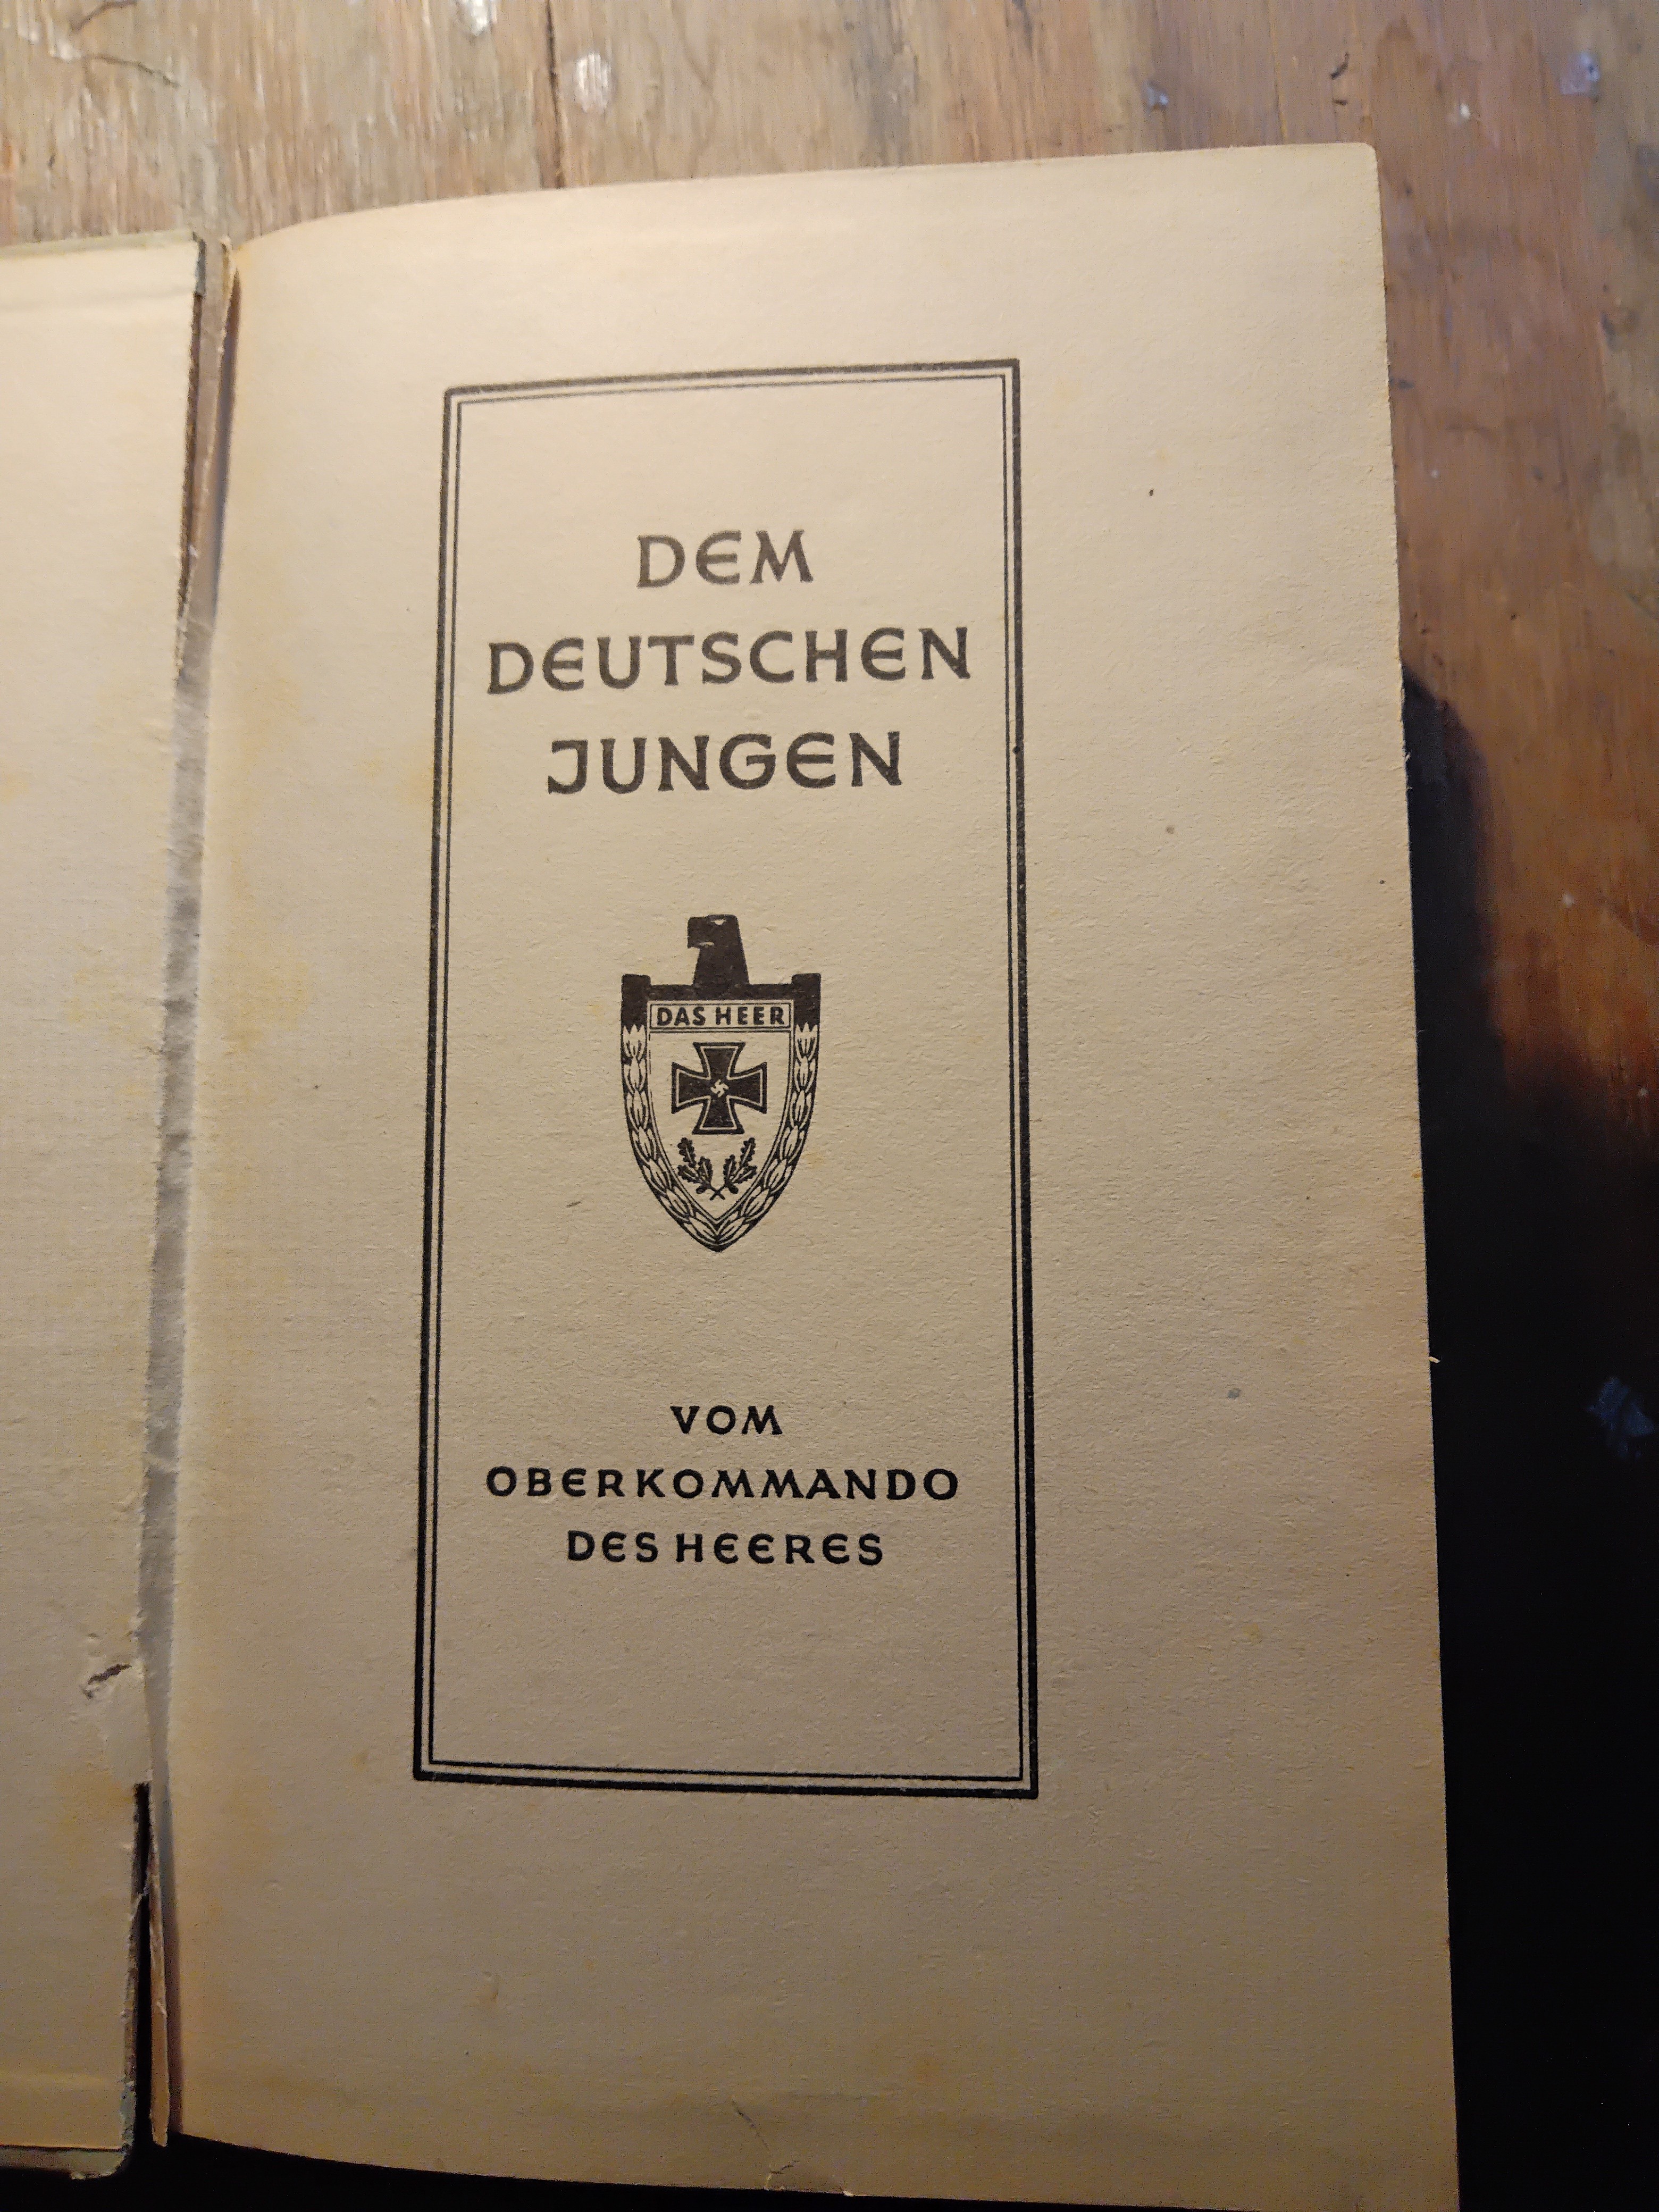 DEM
DEUTSCHEN
JUNGEN
DAS HEER
VOM
OBERKOMMANDO
DES HEERES